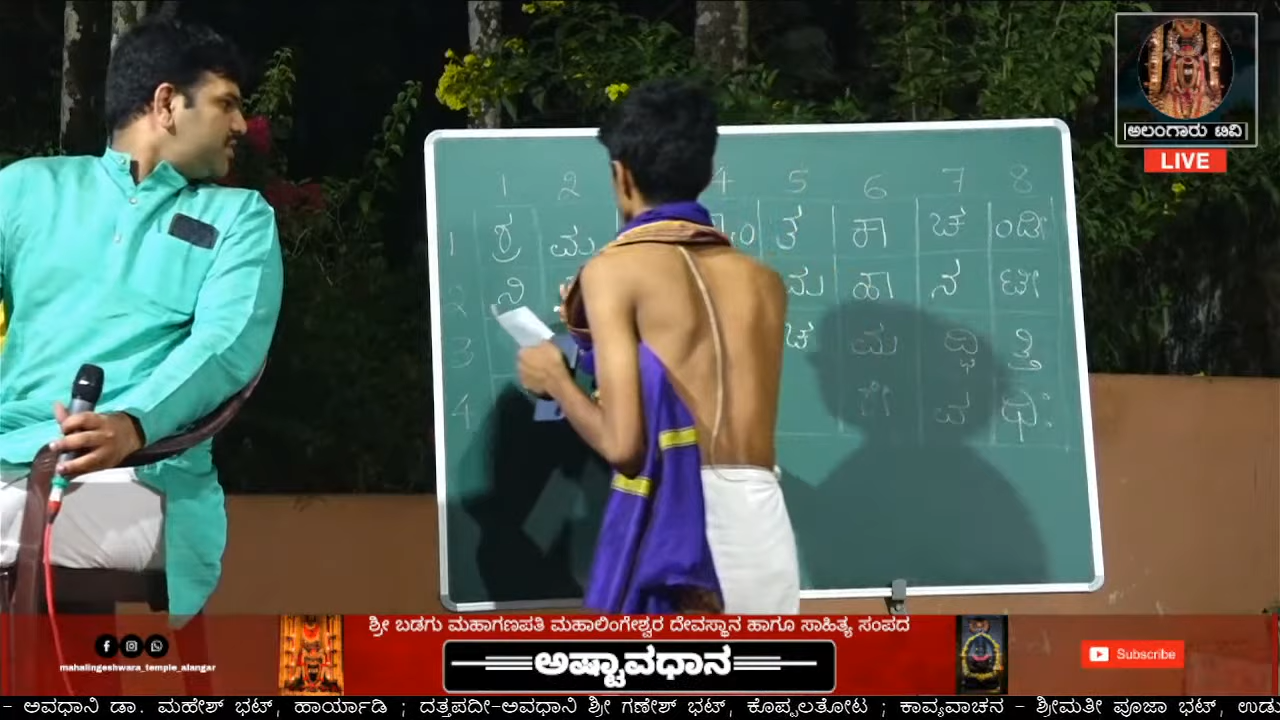 ಅಲಂಗಾರು ಟಿವಿ
LIVE
1 2 4 5 6 7 8
1 ಶ್ರ ಮ ತ ಕಾ ಚ ಂಡೀ
2 ನಿ ಮ ಹಾ ನ ಟೀ
3 ಚ ಮ ತ್ತಿ
4
ಶ್ರೀ ಬಡಗು ಮಹಾಗಣಪತಿ ಮಹಾಲಿಂಗೇಶ್ವರ ದೇವಸ್ಥಾನ ಹಾಗೂ ಸಾಹಿತ್ಯ ಸಂಪದ
mahalingeshwara_temple_alangar
ಅಷ್ಟಾವಧಾನ
Subscribe
- ಅವಧಾನಿ ಡಾ. ಮಹೇಶ್ ಭಟ್, ಹಾರ್ಯಾಡಿ ; ದತ್ತಪದೀ-ಅವಧಾನಿ ಶ್ರೀ ಗಣೇಶ್ ಭಟ್, ಕೊಪ್ಪಲತೋಟ ; ಕಾವ್ಯವಾಚನ - ಶ್ರೀಮತೀ ಪೂಜಾ ಭಟ್, ಉಡು